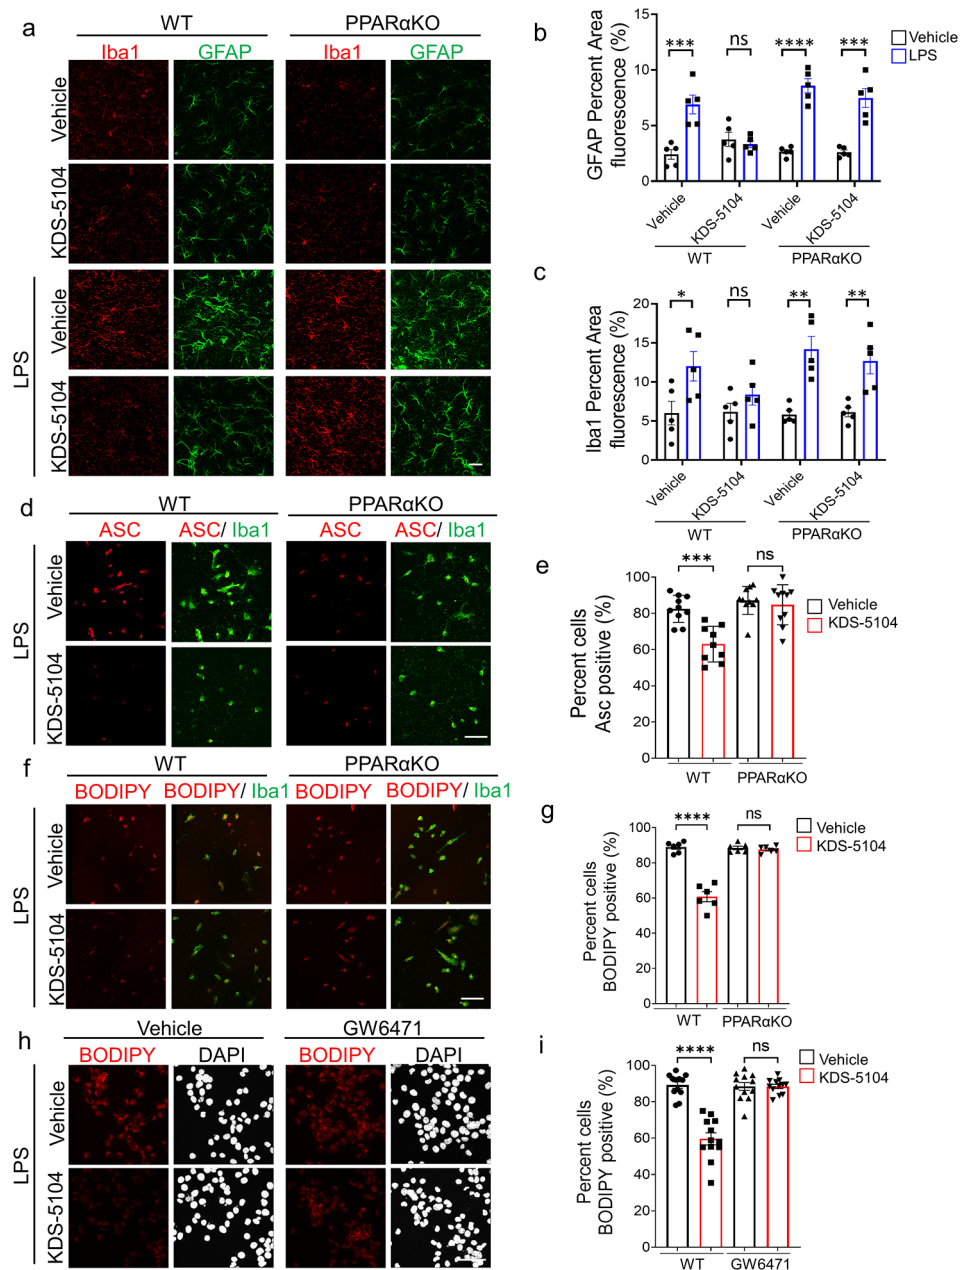 a
WT
PPARαKO
Iba1
GFAP
Iba1
GFAP
Vehicle
KDS-5104
LPS
Vehicle
KDS-5104
b
GFAP Percent Area
fluorescence (%)
15
10
5
0
***
ns
****
***
Vehicle
LPS
Vehicle
KDS-5104
Vehicle
KDS-5104
WT
PPARαKO
c
Iba1 Percent Area
fluorescence (%)
20
15
10
5
0
*
ns
**
**
Vehicle
KDS-5104
Vehicle
KDS-5104
WT
PPARαKO
d
WT
PPARαKO
ASC
ASC/ Iba1
ASC
ASC/ Iba1
LPS
Vehicle
KDS-5104
e
Percent cells
Asc positive (%)
100
80
60
40
20
0
***
ns
Vehicle
KDS-5104
WT
PPARαKO
f
WT
PPARαKO
BODIPY
BODIPY/ Iba1
BODIPY
BODIPY/ Iba1
LPS
Vehicle
KDS-5104
g
Percent cells
BODIPY positive (%)
100
80
60
40
20
0
****
ns
Vehicle
KDS-5104
WT
PPARαKO
h
Vehicle
GW6471
BODIPY
DAPI
BODIPY
DAPI
LPS
Vehicle
KDS-5104
i
Percent cells
BODIPY positive (%)
100
80
60
40
20
0
****
ns
Vehicle
KDS-5104
WT
GW6471